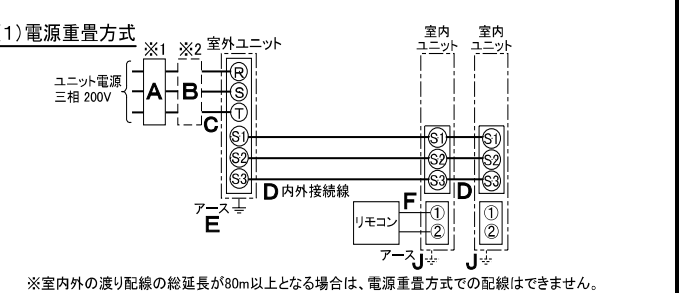 1)電源重畳方式
※1 ※2 室外ユニット 室内ユニット 室内ユニット
ユニット電源
三相 200V
A B C
R
S
T
S1 S1 S1
S2 S2 S2
S3 S3 S3
D 内外接続線 D
アース
E
F
リモコン
① ①
② ②
アース J J
※室内外の渡り配線の総延長が80m以上となる場合は、電源重畳方式での配線はできません。